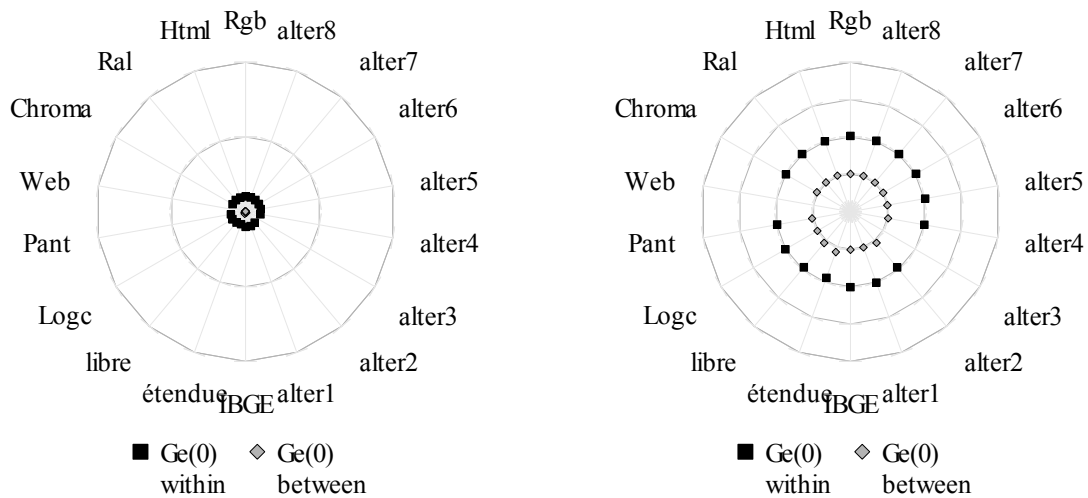 Rgb
Html
alter8
Ral
alter7
Chroma
alter6
Web
alter5
Pant
alter4
Logc
alter3
libre
alter2
étendue
IBGE
alter1
Ge(0)
within
Ge(0)
between
Rgb
Html
alter8
Ral
alter7
Chroma
alter6
Web
alter5
Pant
alter4
Logc
alter3
libre
alter2
étendue
IBGE
alter1
Ge(0)
within
Ge(0)
between